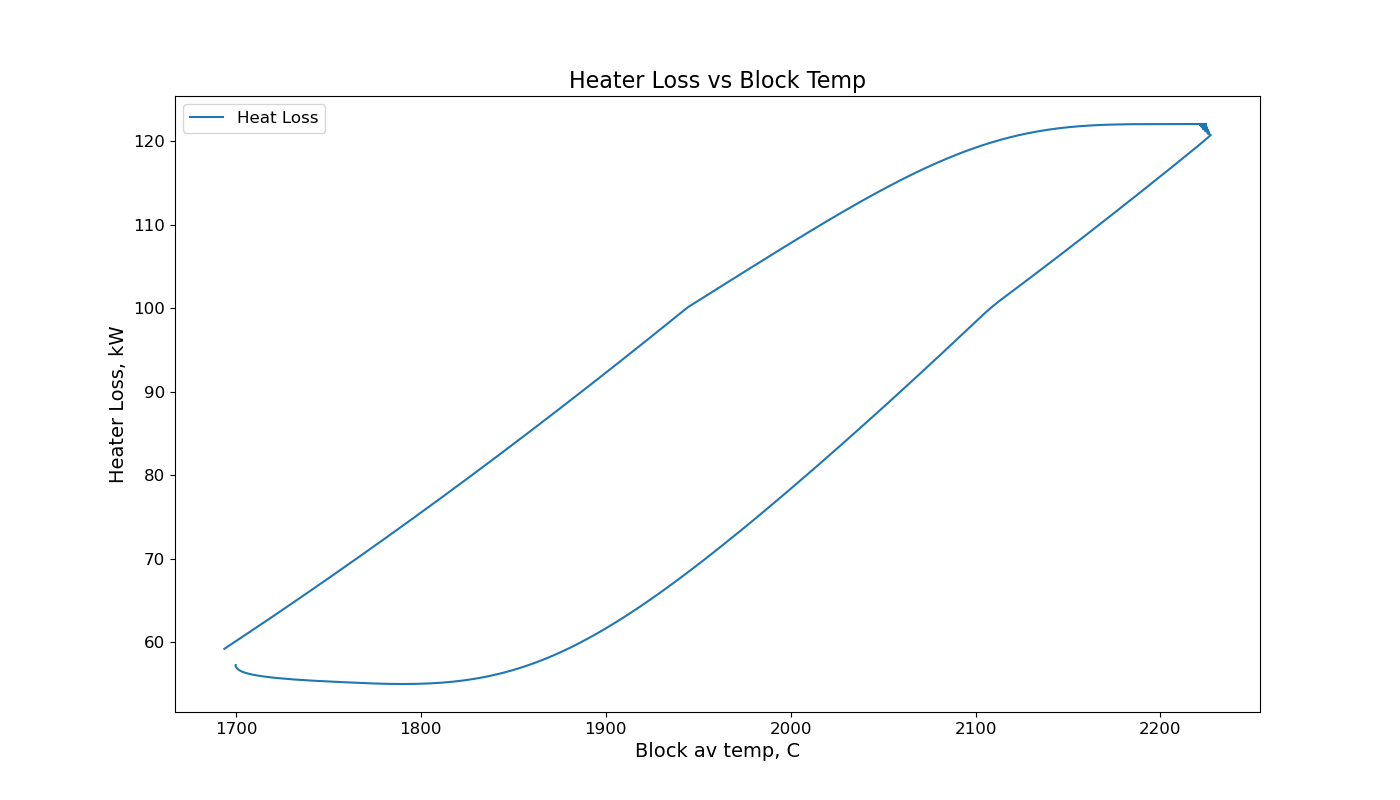 Heater Loss vs Block Temp
Heat Loss
120
110
100
90
80
70
60
Heater Loss, kW
1700 1800 1900 2000 2100 2200
Block av temp, C